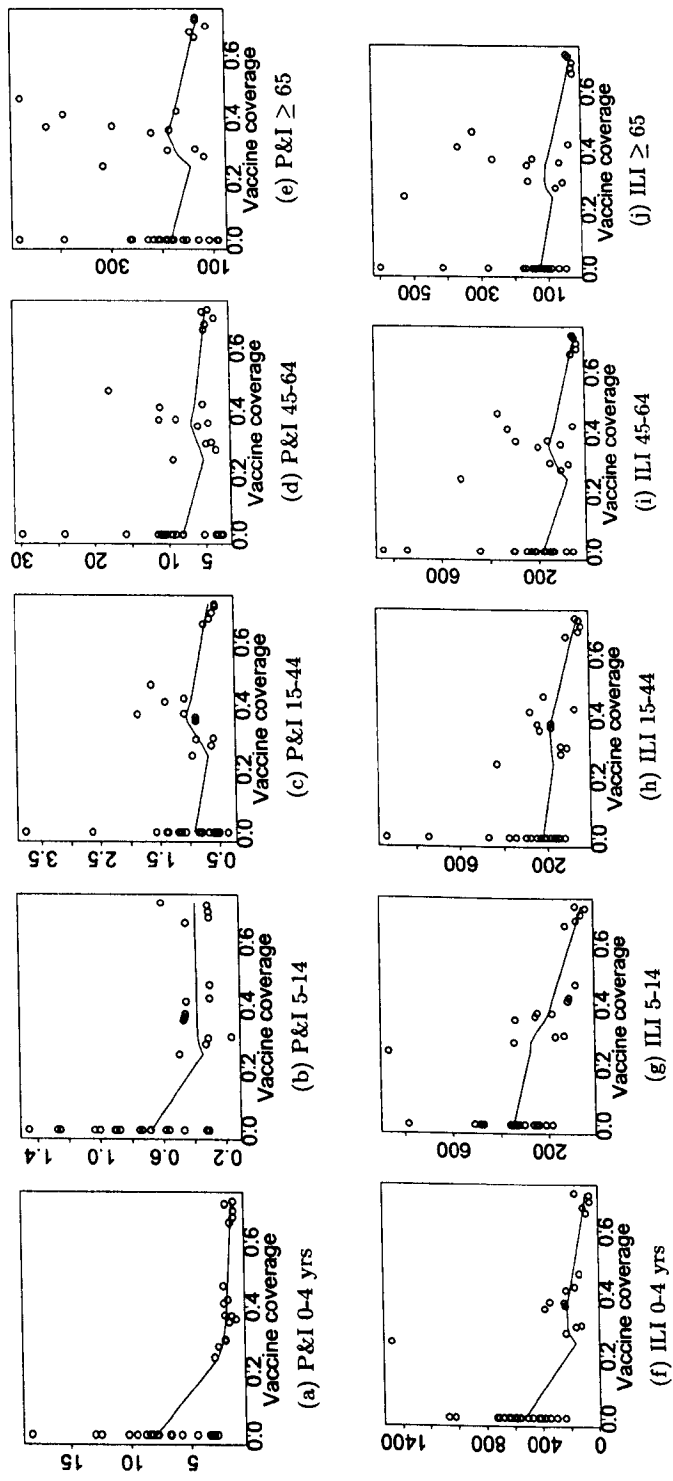 15
10
5
0.0 0.2 0.4 0.6
Vaccine coverage
(a) P&I 0-4 yrs
1.4
1.0
0.6
0.2
0.0 0.2 0.4 0.6
Vaccine coverage
(b) P&I 5-14
3.5
1.5
0.5
0.0 0.2 0.4 0.6
Vaccine coverage
(c) P&I 15-44
30
20
10
5
0.0 0.2 0.4 0.6
Vaccine coverage
(d) P&I 45-64
300
100
0.0 0.2 0.4 0.6
Vaccine coverage
(e) P&I ≥ 65
1400
800
400
0
0.0 0.2 0.4 0.6
Vaccine coverage
(f) ILI 0-4 yrs
600
200
0.0 0.2 0.4 0.6
Vaccine coverage
(g) ILI 5-14
600
200
0.0 0.2 0.4 0.6
Vaccine coverage
(h) ILI 15-44
600
200
0.0 0.2 0.4 0.6
Vaccine coverage
(i) ILI 45-64
500
300
100
0.0 0.2 0.4 0.6
Vaccine coverage
(j) ILI ≥ 65